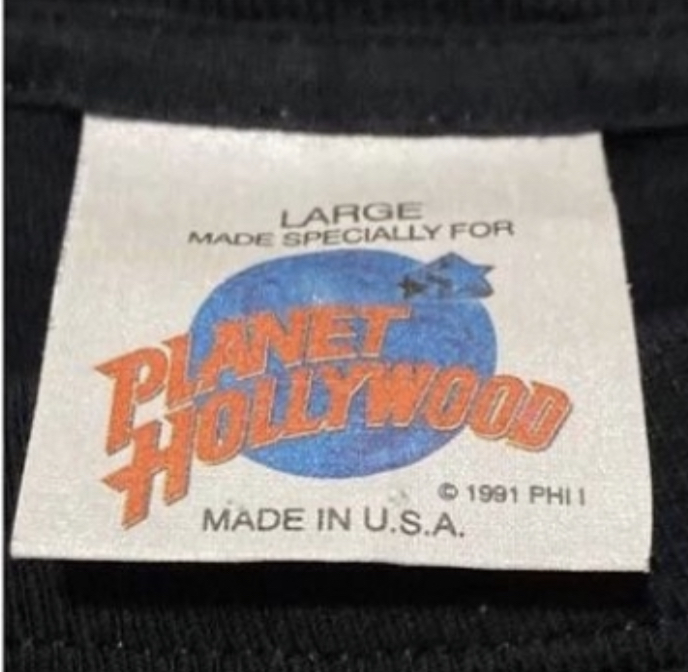 LARGE
MADE SPECIALLY FOR
PLANET
HOLLYWOOD
© 1991 PHI I
MADE IN U.S.A.